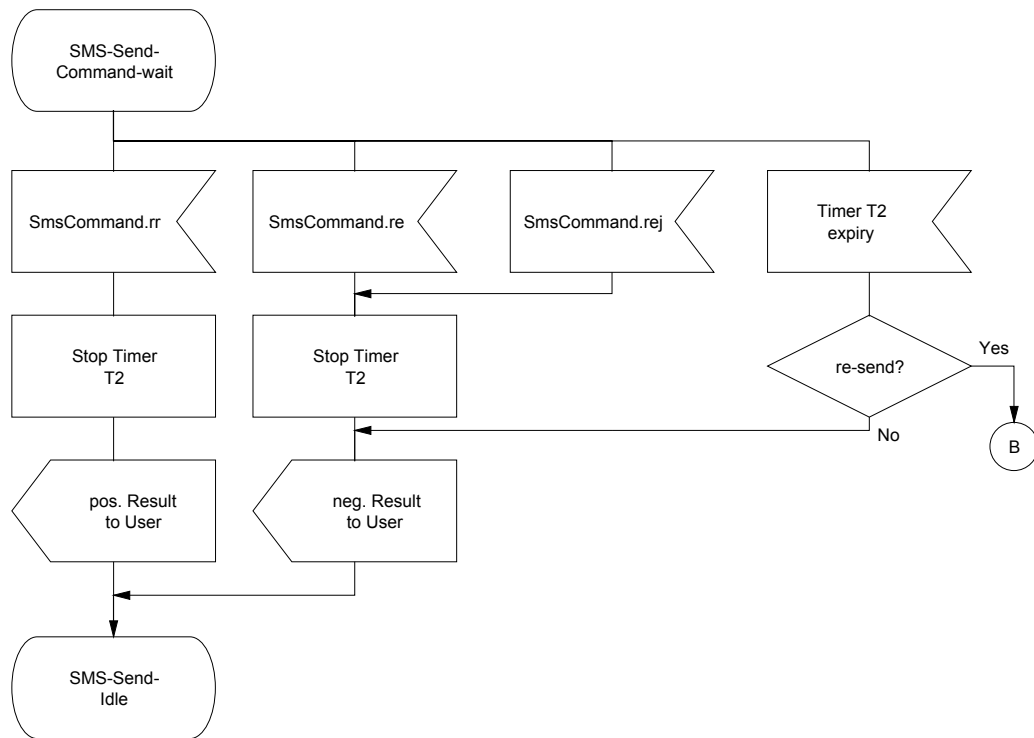 SMS-Send-
Command-wait
SmsCommand.rr
SmsCommand.re
SmsCommand.rej
Timer T2
expiry
Stop Timer
T2
Stop Timer
T2
re-send?
Yes
No
B
pos. Result
to User
neg. Result
to User
SMS-Send-
Idle